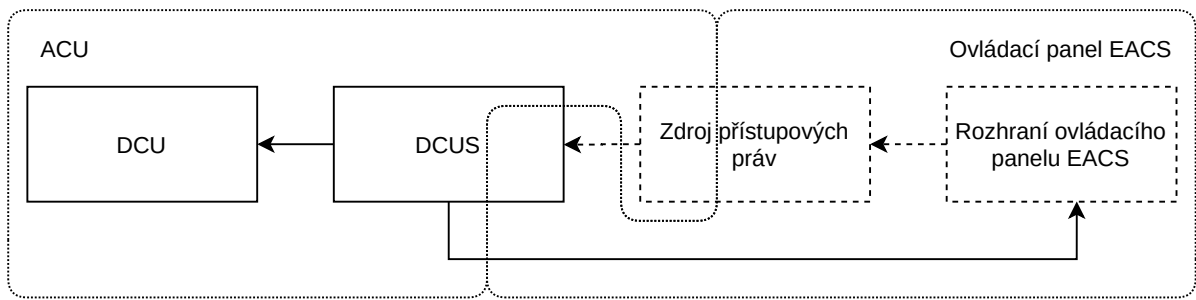 ACU
Ovládací panel EACS
DCU
DCUS
Zdroj přístupových
práv
Rozhraní ovládacího
panelu EACS